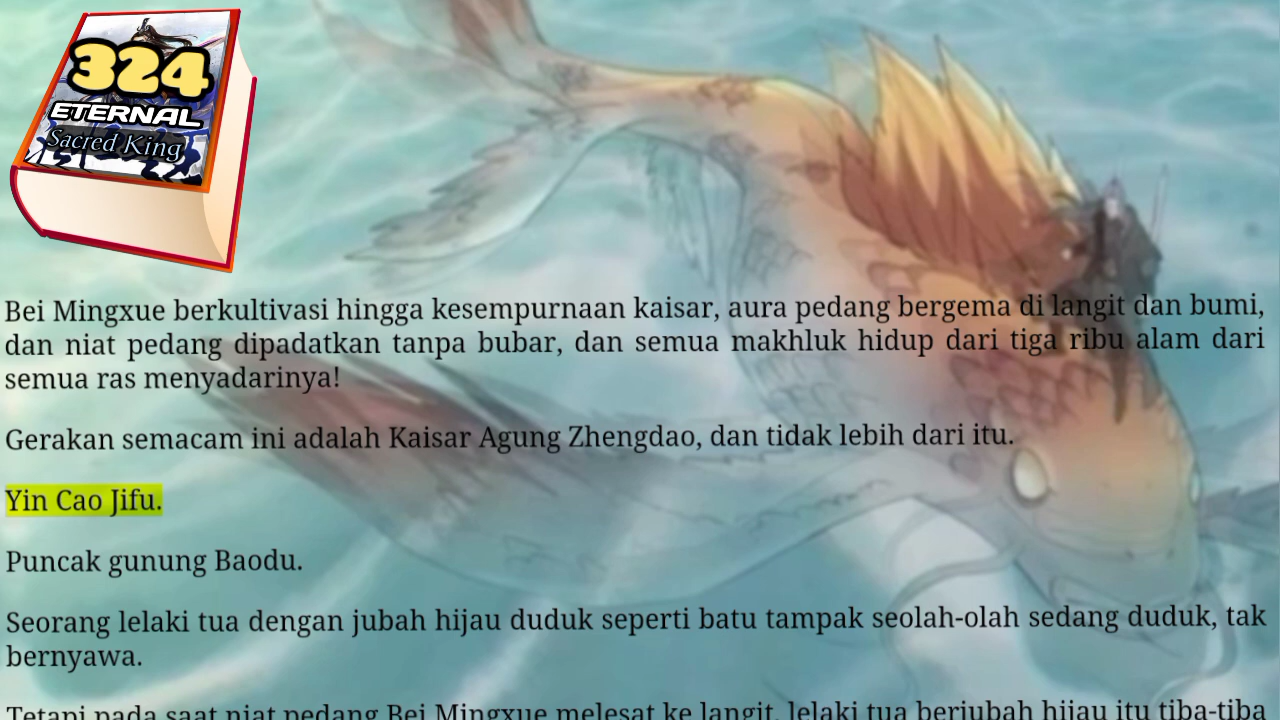 324
ETERNAL
Sacred King
Bei Mingxue berkultivasi hingga kesempurnaan kaisar, aura pedang bergema di langit dan bumi,
dan niat pedang dipadatkan tanpa bubar, dan semua makhluk hidup dari tiga ribu alam dari
semua ras menyadarinya!
Gerakan semacam ini adalah Kaisar Agung Zhengdao, dan tidak lebih dari itu.
Yin Cao Jifu.
Puncak gunung Baodu.
Seorang lelaki tua dengan jubah hijau duduk seperti batu tampak seolah-olah sedang duduk, tak
bernyawa.
Tetapi pada saat niat pedang Bei Mingxue melesat ke langit, lelaki tua berjubah hijau itu tiba-tiba